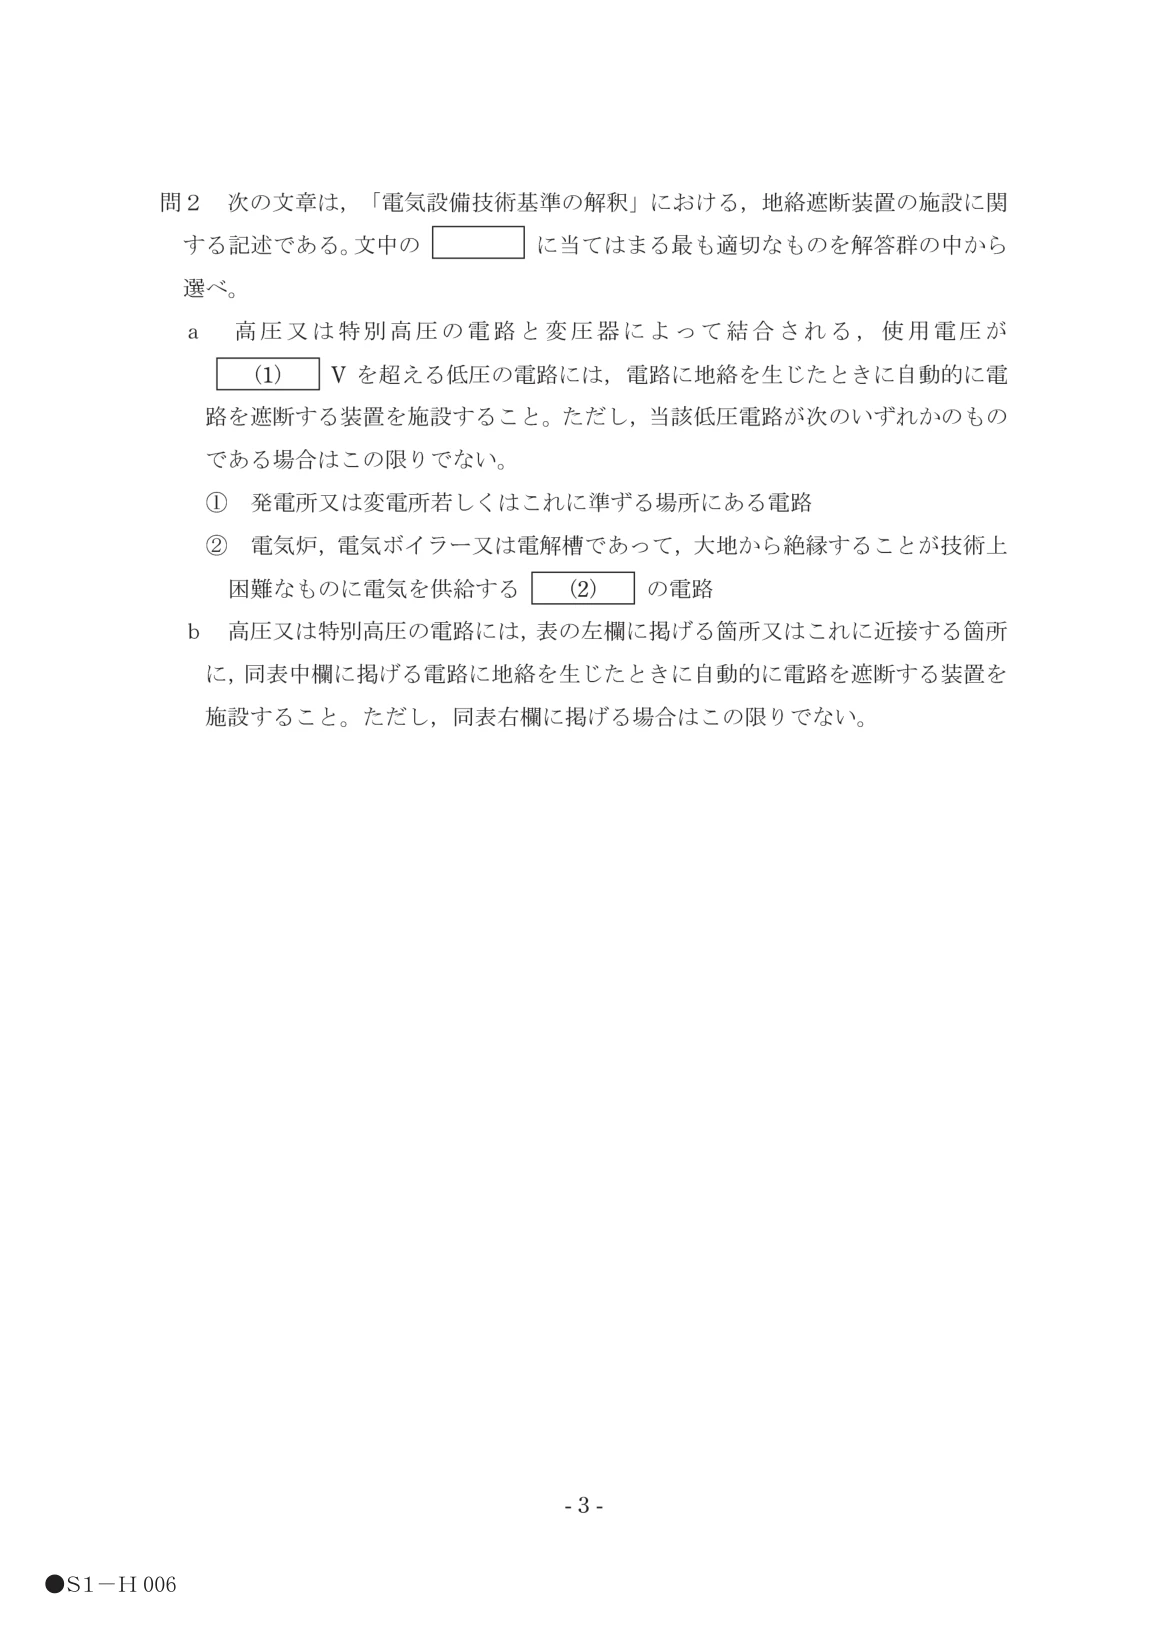 問２　次の文章は，「電気設備技術基準の解釈」における，地絡遮断装置の施設に関
する記述である。文中の　　　　に当てはまる最も適切なものを解答群の中から
選べ。
a　高圧又は特別高圧の電路と変圧器によって結合される，使用電圧が
(1) V を超える低圧の電路には，電路に地絡を生じたときに自動的に電
路を遮断する装置を施設すること。ただし，当該低圧電路が次のいずれかのもの
である場合はこの限りでない。
①　発電所又は変電所若しくはこれに準ずる場所にある電路
②　電気炉，電気ボイラー又は電解槽であって，大地から絶縁することが技術上
困難なものに電気を供給する (2) の電路
b　高圧又は特別高圧の電路には，表の左欄に掲げる箇所又はこれに近接する箇所
に，同表中欄に掲げる電路に地絡を生じたときに自動的に電路を遮断する装置を
施設すること。ただし，同表右欄に掲げる場合はこの限りでない。
- 3 -
●S1－H 006